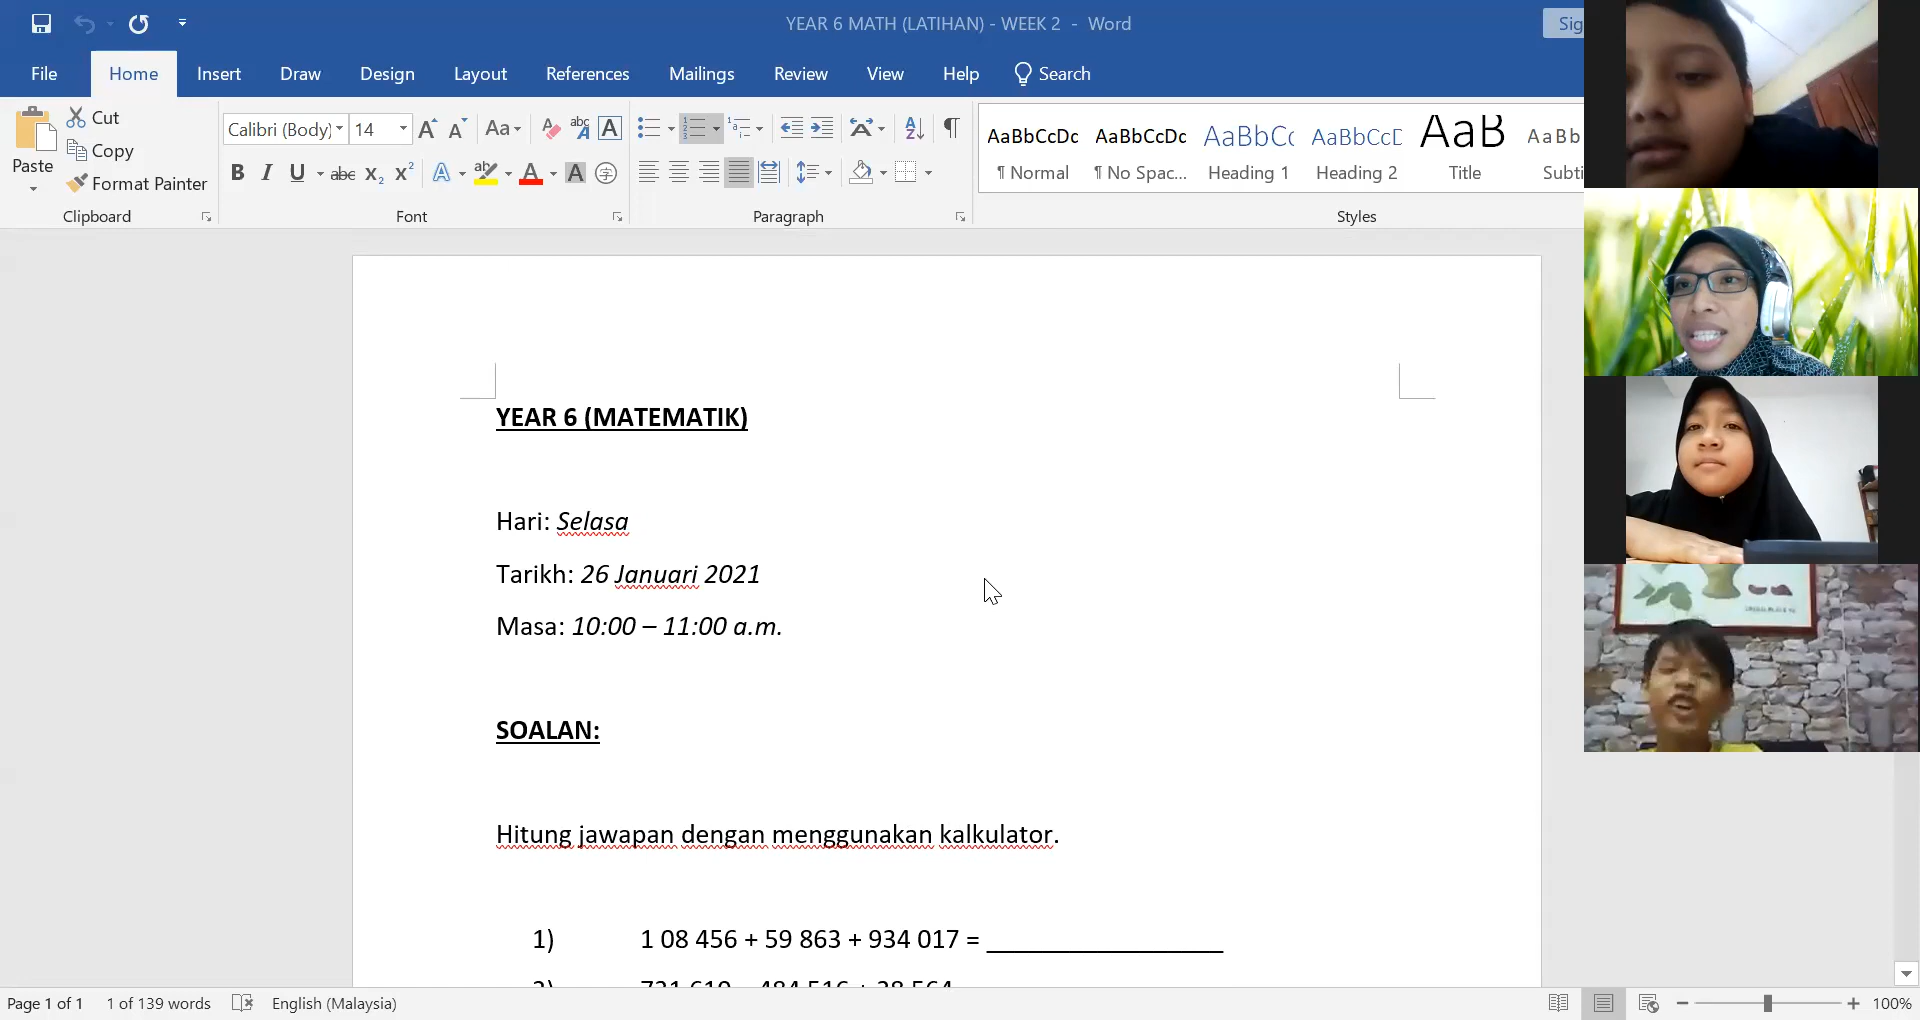 YEAR 6 MATH (LATIHAN) - WEEK 2 - Word
Sig
File Home Insert Draw Design Layout References Mailings Review View Help Search
Paste
Cut
Copy
Format Painter
Clipboard
Calibri (Body) 14
Font
Paragraph
AaBbCcDc AaBbCcDc AaBbCc AaBbCcD AaB AaBb
¶ Normal ¶ No Spac... Heading 1 Heading 2 Title Subti
Styles
YEAR 6 (MATEMATIK)
Hari: Selasa
Tarikh: 26 Januari 2021
Masa: 10:00 – 11:00 a.m.
SOALAN:
Hitung jawapan dengan menggunakan kalkulator.
1) 1 08 456 + 59 863 + 934 017 = ____________________
Page 1 of 1 1 of 139 words English (Malaysia) 100%